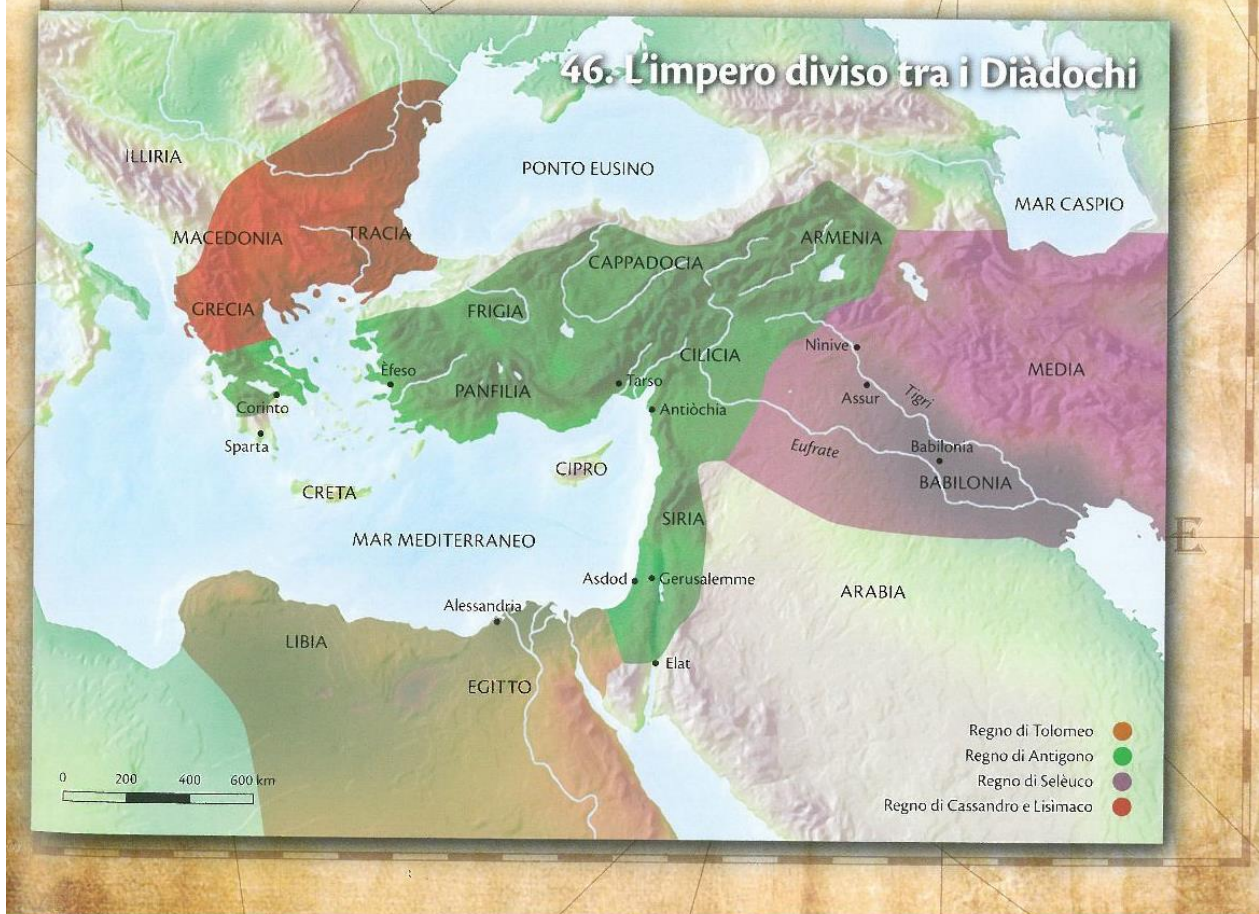 46. L'impero diviso tra i Diàdochi
ILLIRIA
PONTO EUSINO
MAR CASPIO
MACEDONIA
TRACIA
ARMENIA
CAPPADOCIA
GRECIA
FRIGIA
Nìnive
CILICIA
MEDIA
Èfeso
PANFILIA
Tarso
Assur
Tigri
Corinto
Antiòchia
Sparta
Eufrate
Babilonia
CIPRO
BABILONIA
CRETA
SIRIA
MAR MEDITERRANEO
E
Asdod
Gerusalemme
ARABIA
Alessandria
LIBIA
Elat
EGITTO
Regno di Tolomeo
Regno di Antigono
Regno di Selèuco
Regno di Cassandro e Lisìmaco
0 200 400 600 km